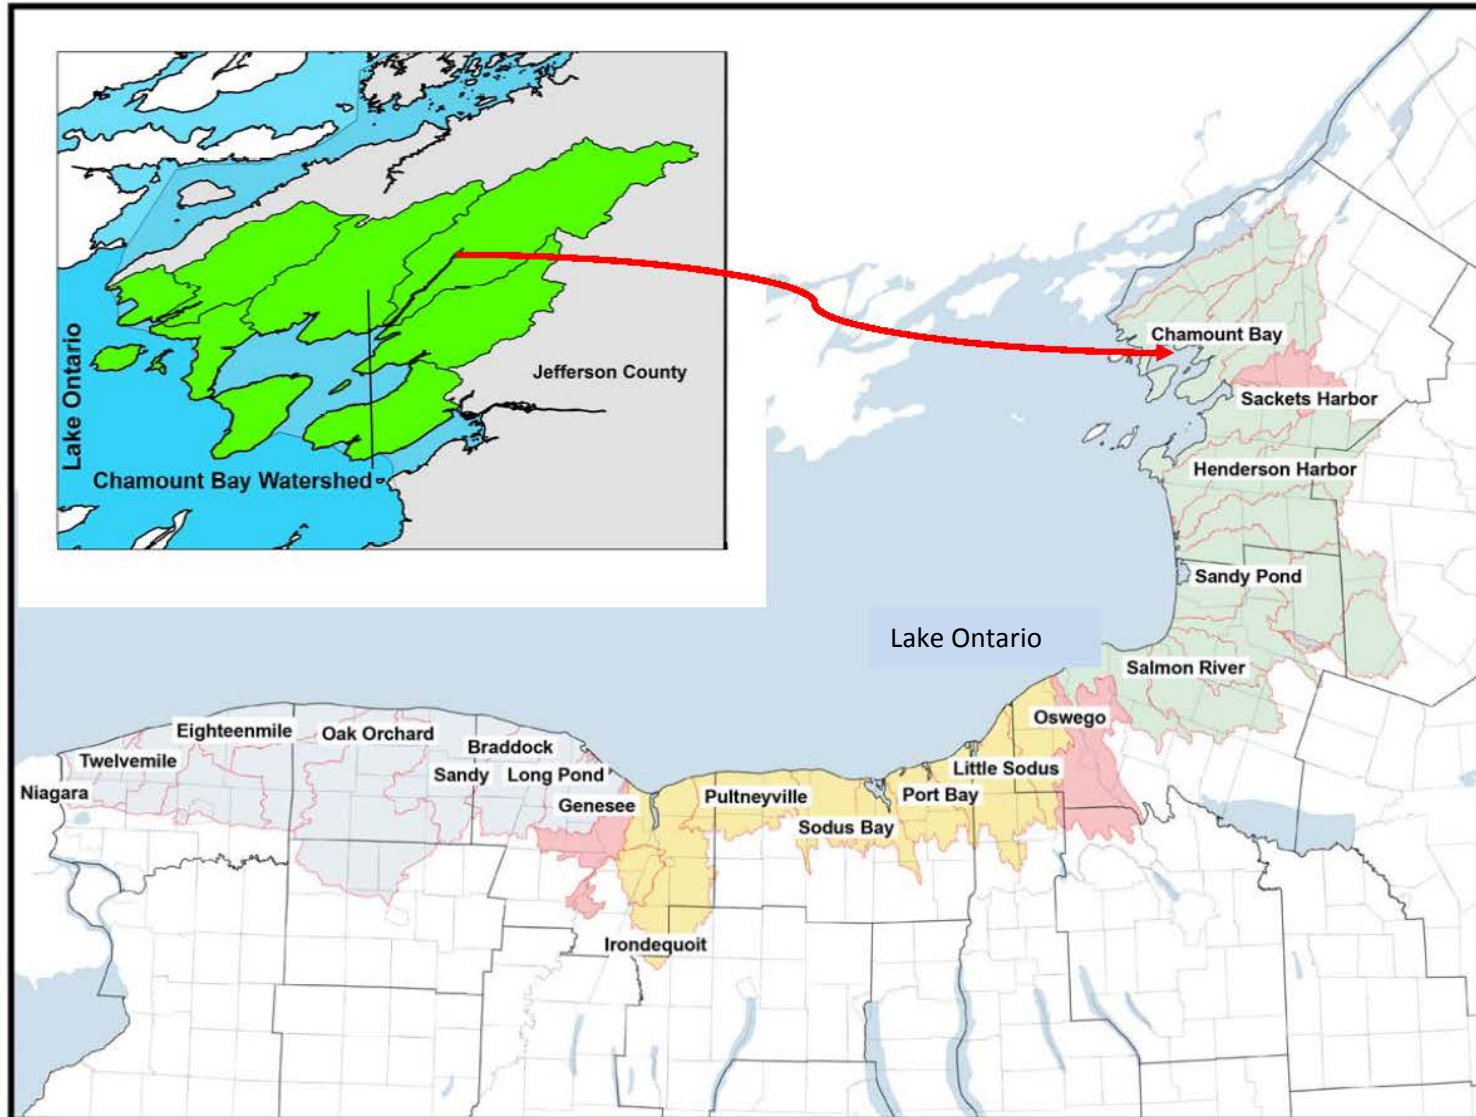 Lake Ontario
Jefferson County
Chamount Bay Watershed
Chamount Bay
Sackets Harbor
Henderson Harbor
Sandy Pond
Lake Ontario
Salmon River
Oswego
Eighteenmile
Oak Orchard
Braddock
Twelvemile
Sandy
Long Pond
Little Sodus
Niagara
Genesee
Pultneyville
Port Bay
Sodus Bay
Irondequoit